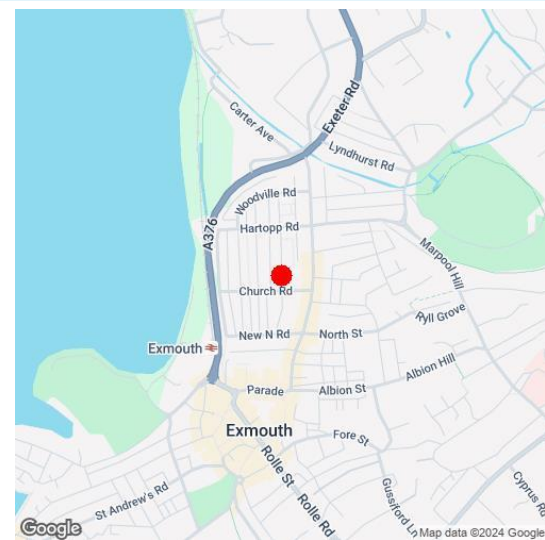 Carter Ave
Exeter Rd
Lyndhurst Rd
Woodville Rd
A376
Hartopp Rd
Marpool Hill
Church Rd
Ryll Grove
New N Rd
North St
Exmouth
Albion Hill
Parade
Albion St
Exmouth
Fore St
Rolle St
Rolle Rd
Gussiford Ln
Cyprus Rd
St Andrew's Rd
Google
Map data ©2024 Google